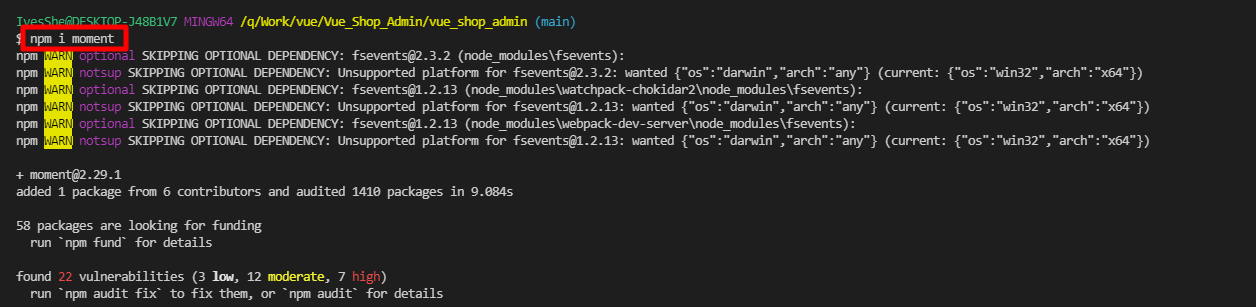 IvesShe@DESKTOP-J48B1V7 MINGW64 /q/Work/vue/Vue_Shop_Admin/vue_shop_admin (main)
$ npm i moment
npm WARN optional SKIPPING OPTIONAL DEPENDENCY: fsevents@2.3.2 (node_modules\fsevents):
npm WARN notsup SKIPPING OPTIONAL DEPENDENCY: Unsupported platform for fsevents@2.3.2: wanted {"os":"darwin","arch":"any"} (current: {"os":"win32","arch":"x64"})
npm WARN optional SKIPPING OPTIONAL DEPENDENCY: fsevents@1.2.13 (node_modules\watchpack-chokidar2\node_modules\fsevents):
npm WARN notsup SKIPPING OPTIONAL DEPENDENCY: Unsupported platform for fsevents@1.2.13: wanted {"os":"darwin","arch":"any"} (current: {"os":"win32","arch":"x64"})
npm WARN optional SKIPPING OPTIONAL DEPENDENCY: fsevents@1.2.13 (node_modules\webpack-dev-server\node_modules\fsevents):
npm WARN notsup SKIPPING OPTIONAL DEPENDENCY: Unsupported platform for fsevents@1.2.13: wanted {"os":"darwin","arch":"any"} (current: {"os":"win32","arch":"x64"})
+ moment@2.29.1
added 1 package from 6 contributors and audited 1410 packages in 9.084s
58 packages are looking for funding
run `npm fund` for details
found 22 vulnerabilities (3 low, 12 moderate, 7 high)
run `npm audit fix` to fix them, or `npm audit` for details